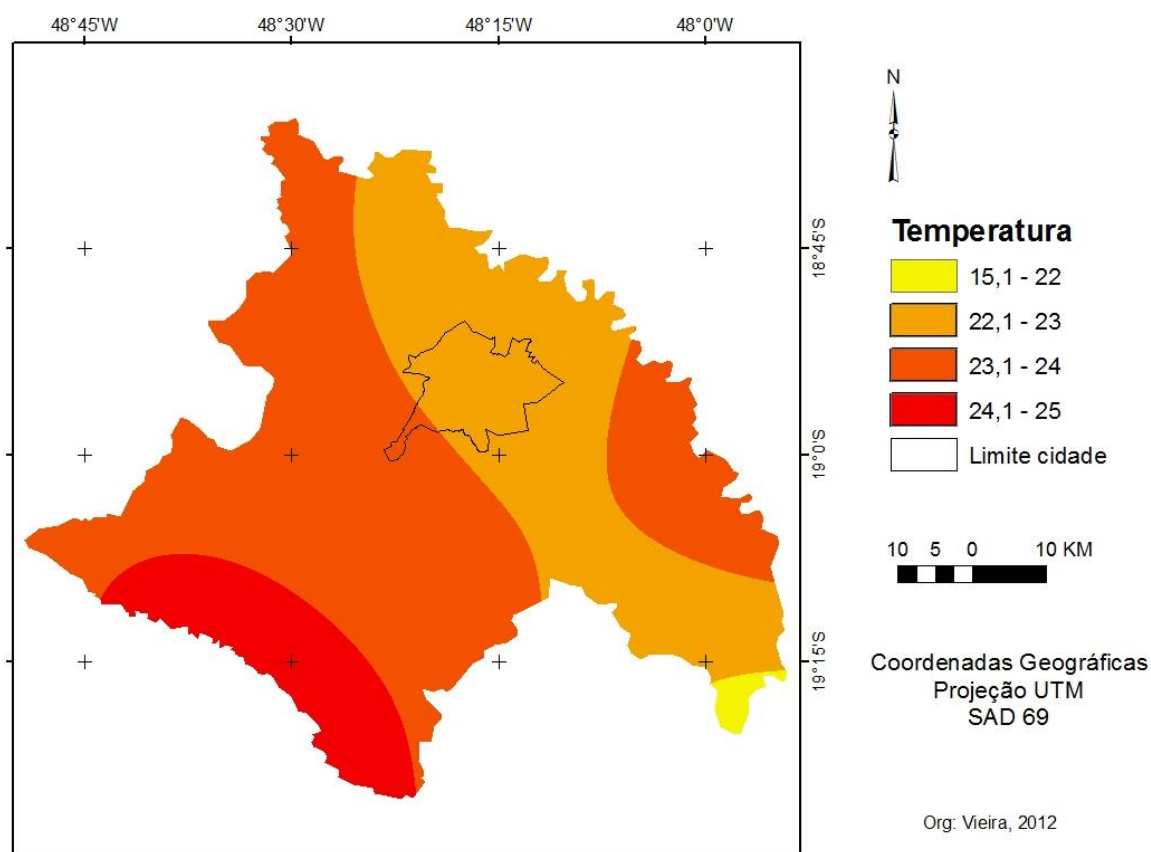 48°45'W 48°30'W 48°15'W 48°0'W
N
18°45'S
19°0'S
19°15'S
Temperatura
15,1 - 22
22,1 - 23
23,1 - 24
24,1 - 25
Limite cidade
10 5 0 10 KM
Coordenadas Geográficas
Projeção UTM
SAD 69
Org: Vieira, 2012